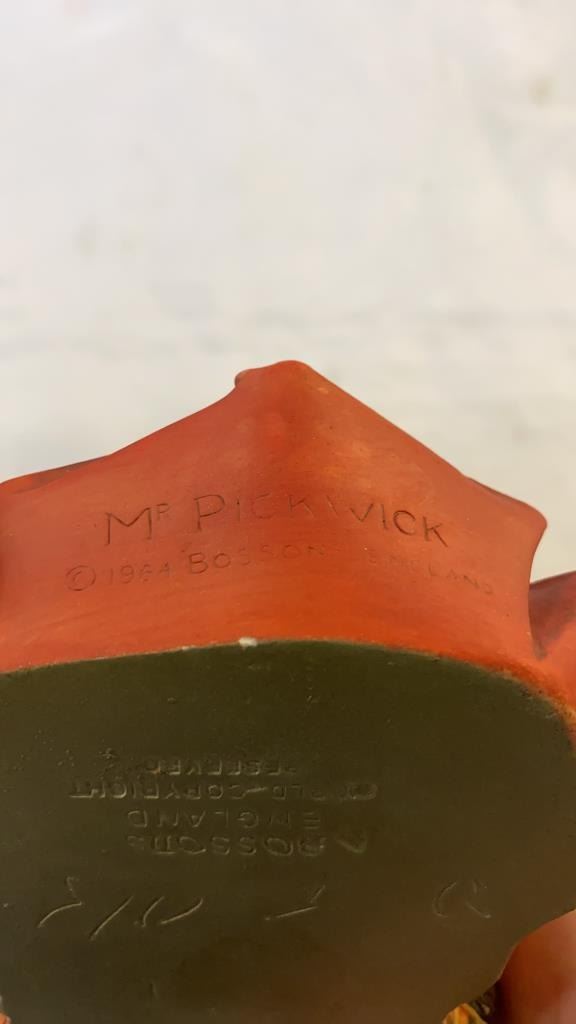 MR PICKWICK
© 1964 BOSSONS ENGLAND
A BOSSONS
ENGLAND
WORLD-COPYRIGHT
RESERVED